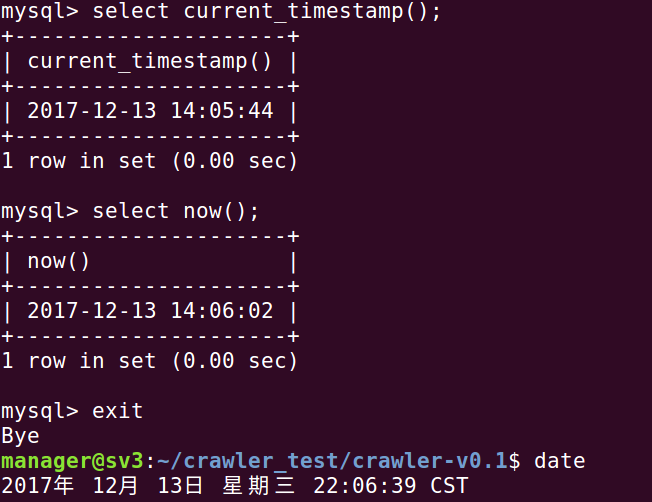 mysql> select current_timestamp();
+---------------------+
| current_timestamp() |
+---------------------+
| 2017-12-13 14:05:44 |
+---------------------+
1 row in set (0.00 sec)
mysql> select now();
+---------------------+
| now()               |
+---------------------+
| 2017-12-13 14:06:02 |
+---------------------+
1 row in set (0.00 sec)
mysql> exit
Bye
manager@sv3:~/crawler_test/crawler-v0.1$ date
2017年 12月 13日 星期三 22:06:39 CST